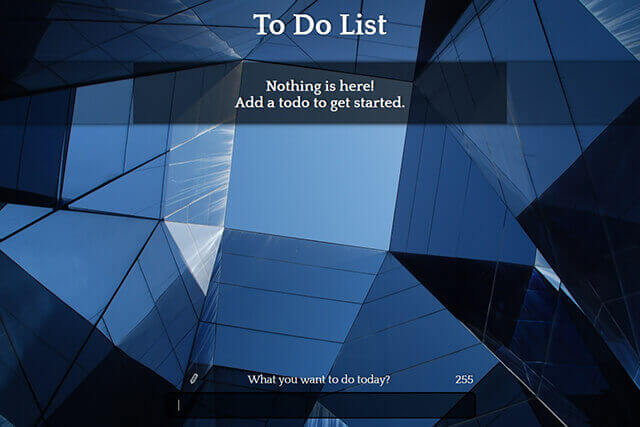 To Do List
Nothing is here!
Add a todo to get started.
What you want to do today?
255